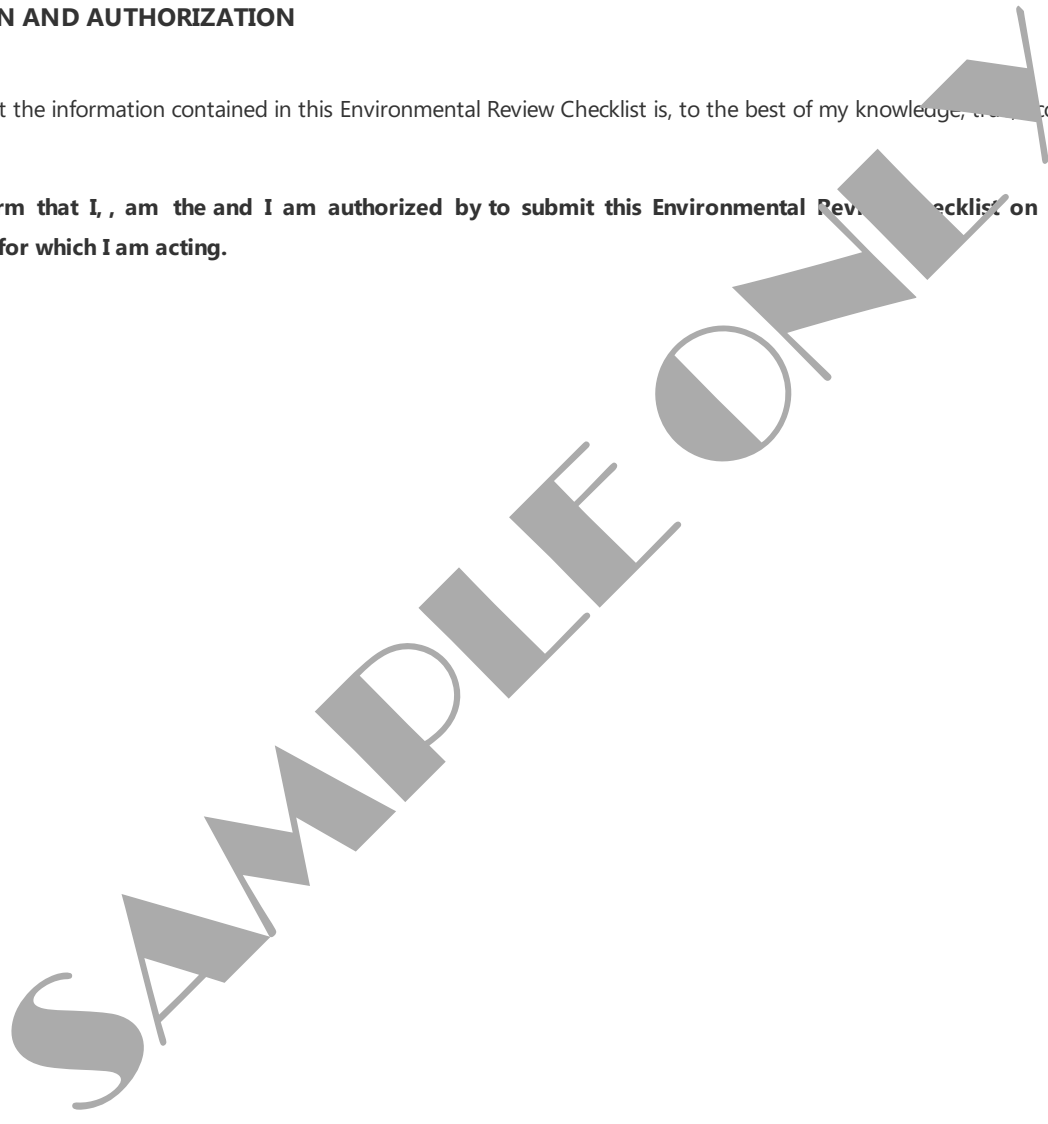 N AND AUTHORIZATION
t the information contained in this Environmental Review Checklist is, to the best of my knowledge,
rm that I, , am the and I am authorized by to submit this Environmental on
for which I am acting.
SAMPLE ONLY